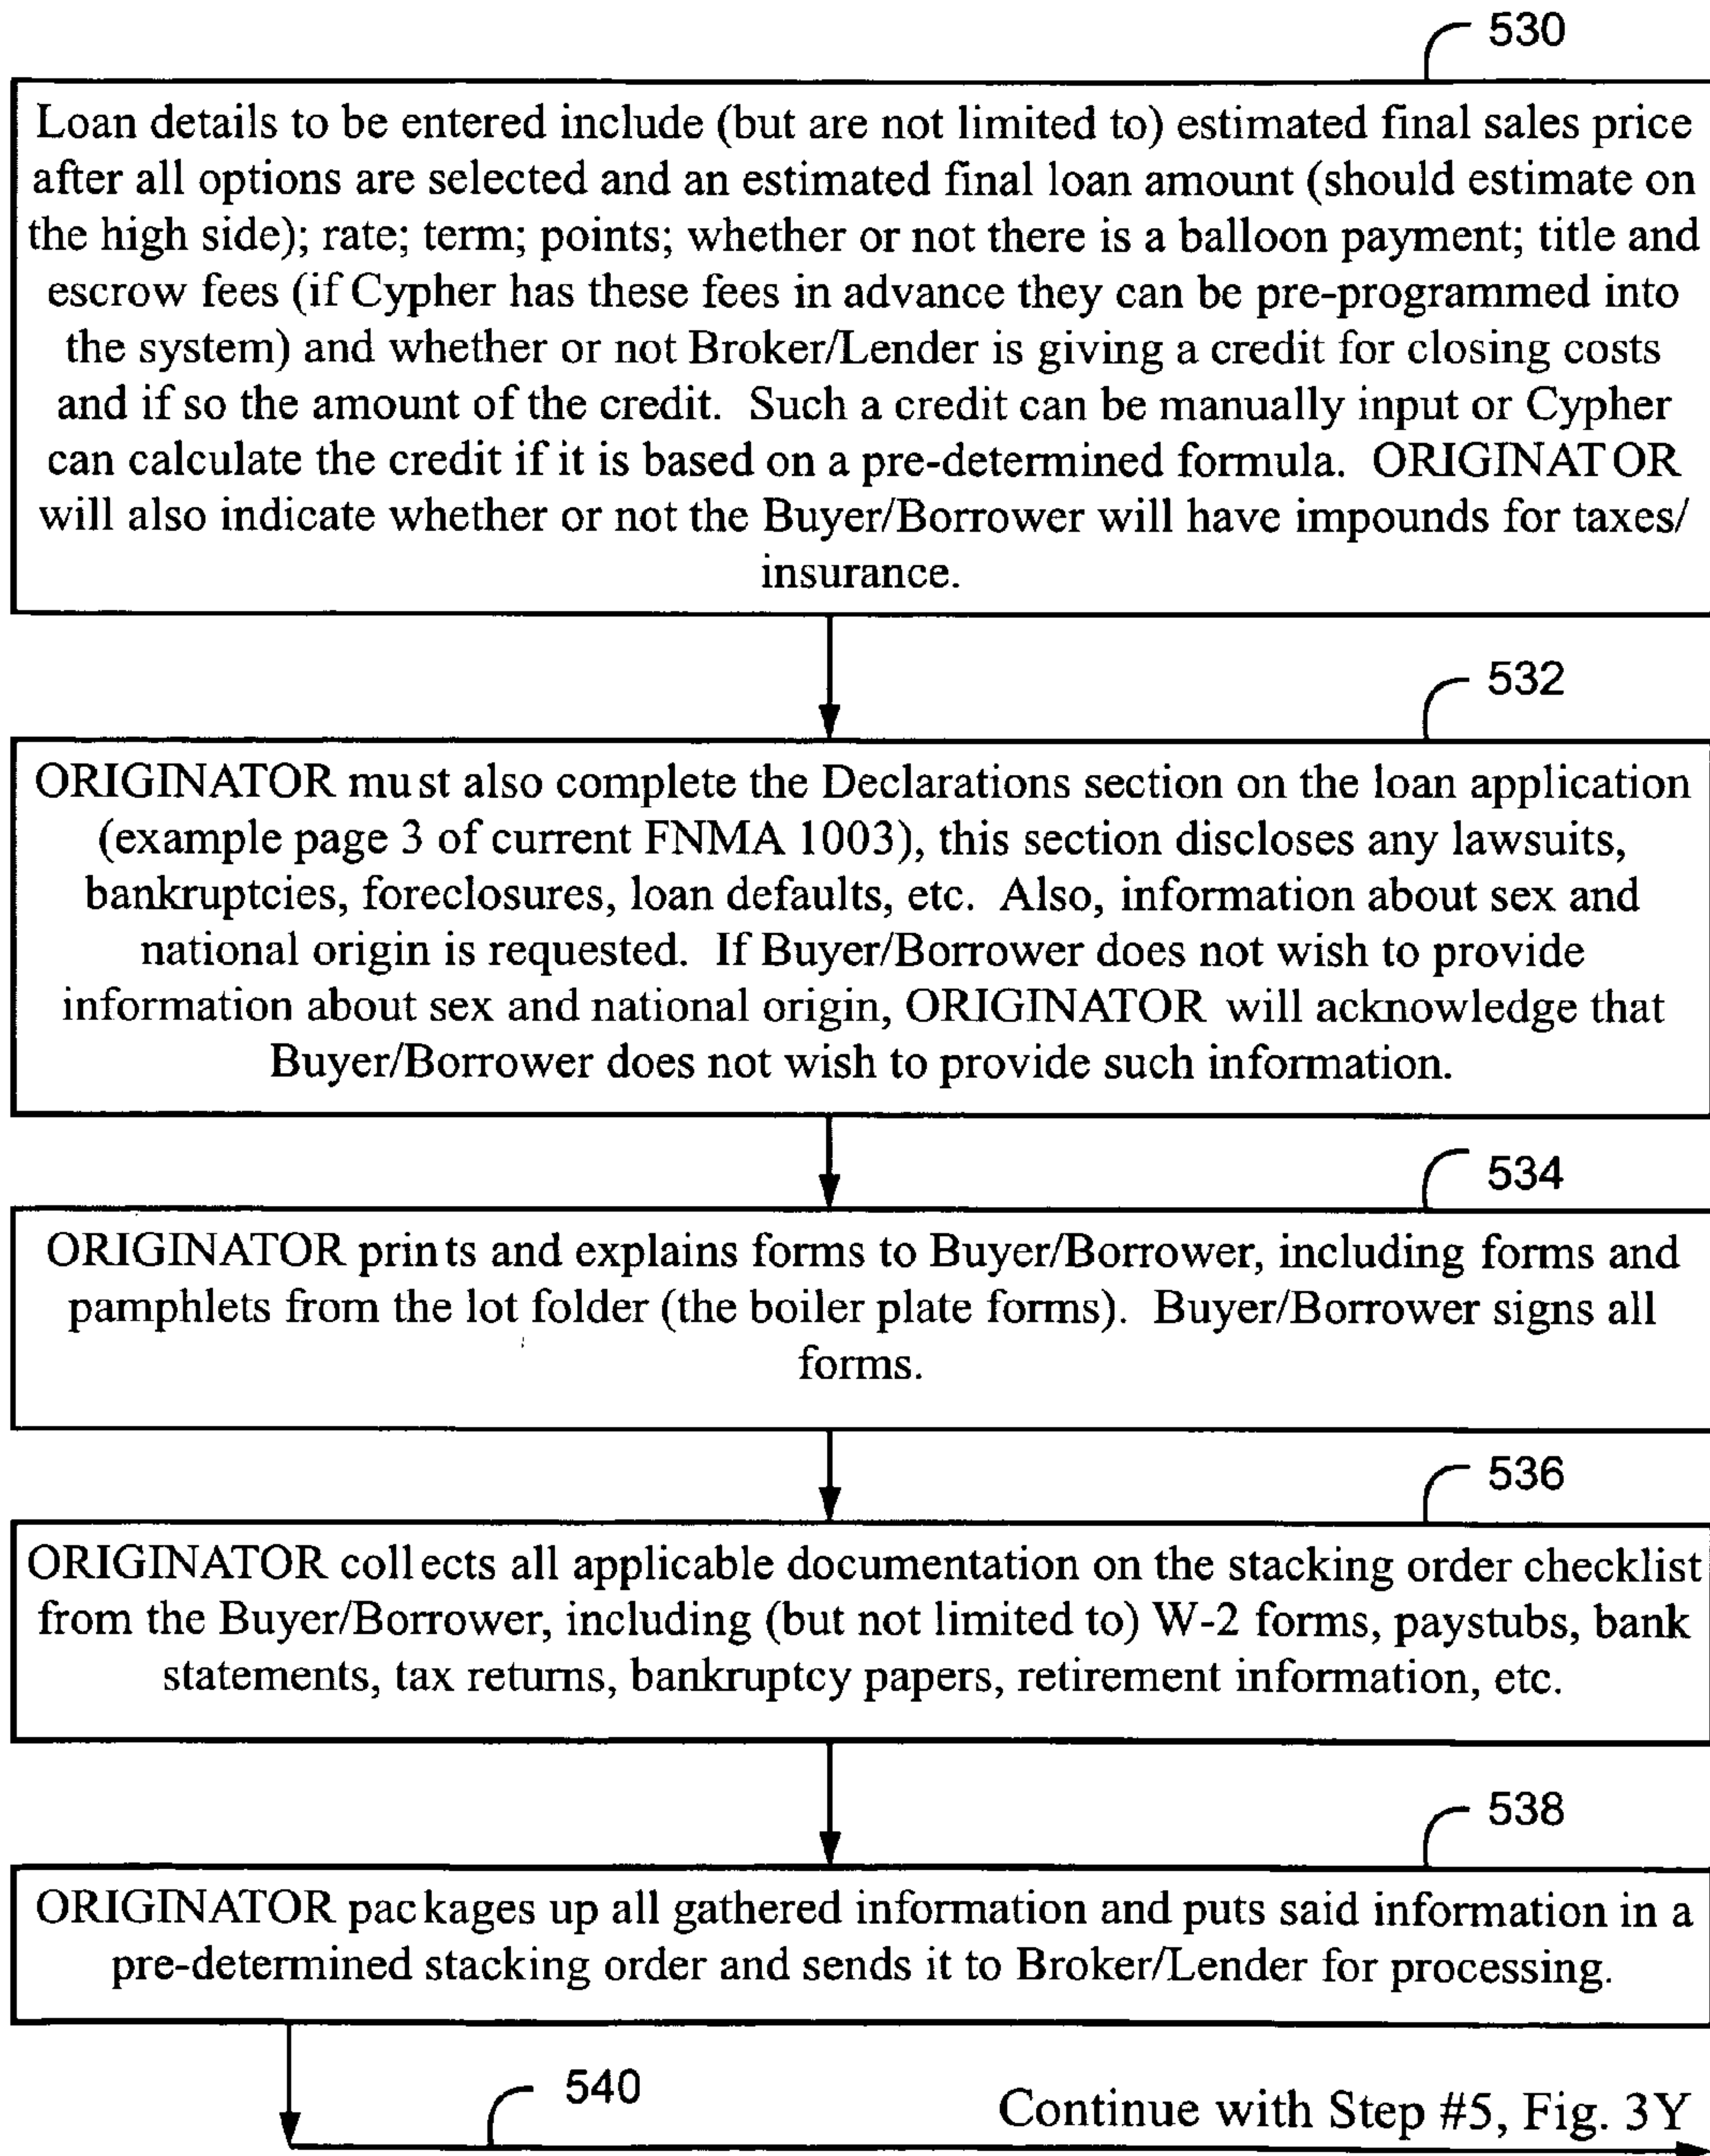 530
Loan details to be entered include (but are not limited to) estimated final sales price
after all options are selected and an estimated final loan amount (should estimate on
the high side); rate; term; points; whether or not there is a balloon payment; title and
escrow fees (if Cypher has these fees in advance they can be pre-programmed into
the system) and whether or not Broker/Lender is giving a credit for closing costs
and if so the amount of the credit. Such a credit can be manually input or Cypher
can calculate the credit if it is based on a pre-determined formula. ORIGINATOR
will also indicate whether or not the Buyer/Borrower will have impounds for taxes/
insurance.
532
ORIGINATOR must also complete the Declarations section on the loan application
(example page 3 of current FNMA 1003), this section discloses any lawsuits,
bankruptcies, foreclosures, loan defaults, etc. Also, information about sex and
national origin is requested. If Buyer/Borrower does not wish to provide
information about sex and national origin, ORIGINATOR will acknowledge that
Buyer/Borrower does not wish to provide such information.
534
ORIGINATOR prints and explains forms to Buyer/Borrower, including forms and
pamphlets from the lot folder (the boiler plate forms). Buyer/Borrower signs all
forms.
536
ORIGINATOR collects all applicable documentation on the stacking order checklist
from the Buyer/Borrower, including (but not limited to) W-2 forms, paystubs, bank
statements, tax returns, bankruptcy papers, retirement information, etc.
538
ORIGINATOR packages up all gathered information and puts said information in a
pre-determined stacking order and sends it to Broker/Lender for processing.
540
Continue with Step #5, Fig. 3Y